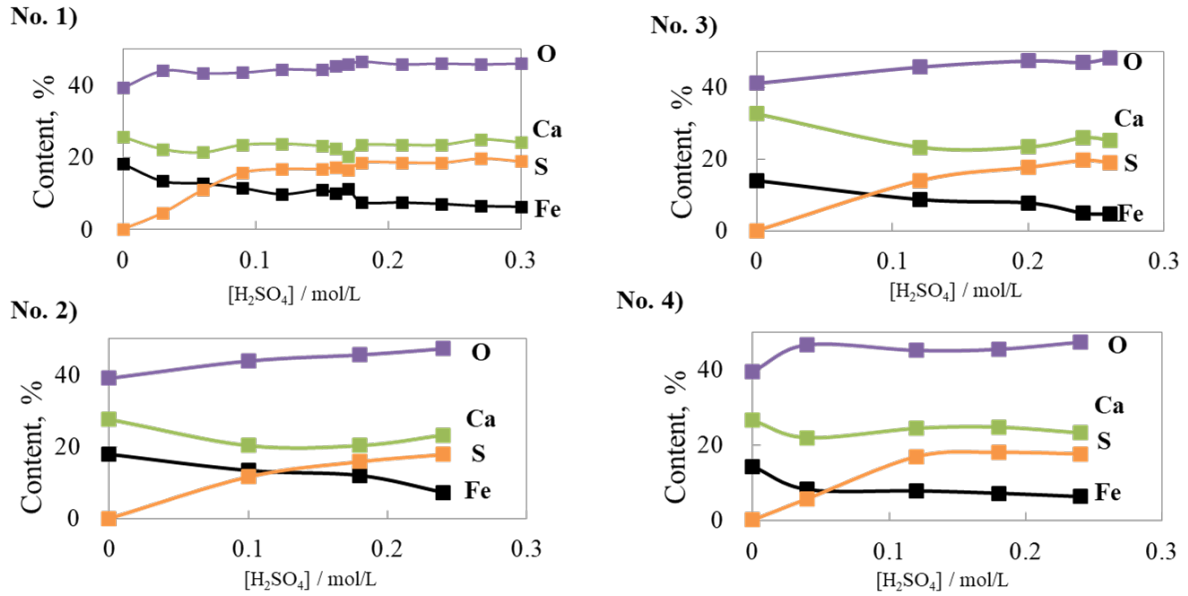 No. 1)
Content, %
40
20
0
O
Ca
S
Fe
0 0.1 0.2 0.3
[H₂SO₄] / mol/L
No. 3)
Content, %
40
20
0
O
Ca
S
Fe
0 0.1 0.2 0.3
[H₂SO₄] / mol/L
No. 2)
Content, %
40
20
0
O
Ca
S
Fe
0 0.1 0.2 0.3
[H₂SO₄] / mol/L
No. 4)
Content, %
40
20
0
O
Ca
S
Fe
0 0.1 0.2 0.3
[H₂SO₄] / mol/L